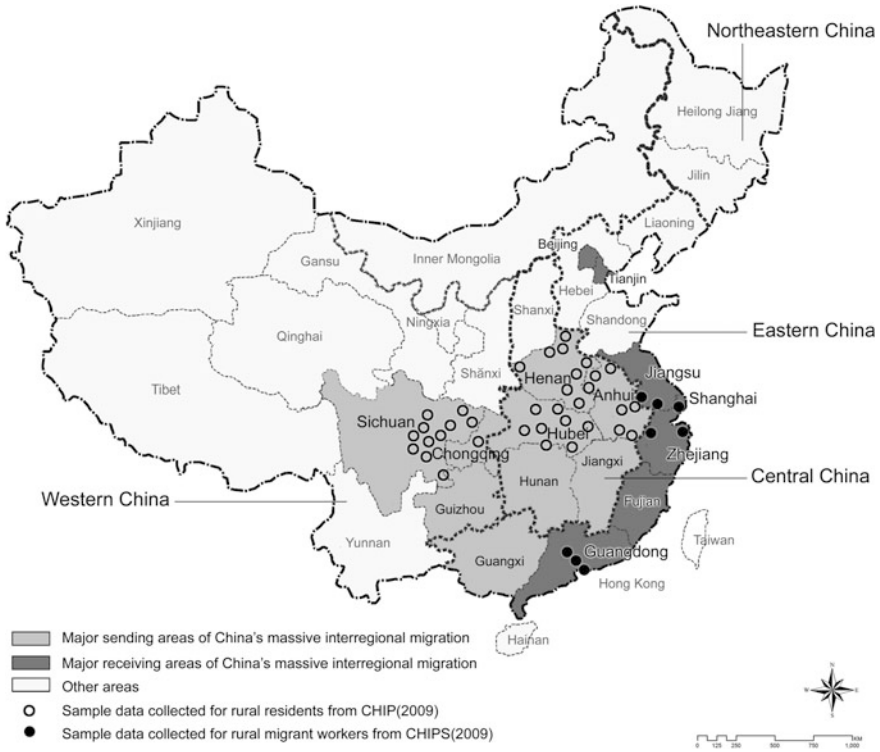 Northeastern China
Heilong Jiang
Jilin
Xinjiang
Liaoning
Beijing
Gansu
Inner Mongolia
Tianjin
Hebei
Shanxi
Shandong
Ningxia
Eastern China
Qinghai
Jiangsu
Henan
Shănxi
Tibet
Anhui
Shanghai
Sichuan
Hubei
Chongqing
Zhejiang
Jiangxi
Central China
Hunan
Western China
Fujian
Guizhou
Yunnan
Taiwan
Guangdong
Guangxi
Hong Kong
Hainan
Major sending areas of China's massive interregional migration
Major receiving areas of China's massive interregional migration
Other areas
Sample data collected for rural residents from CHIP(2009)
Sample data collected for rural migrant workers from CHIPS(2009)
N
W E
S
KM
0 125 250 500 750 1,000